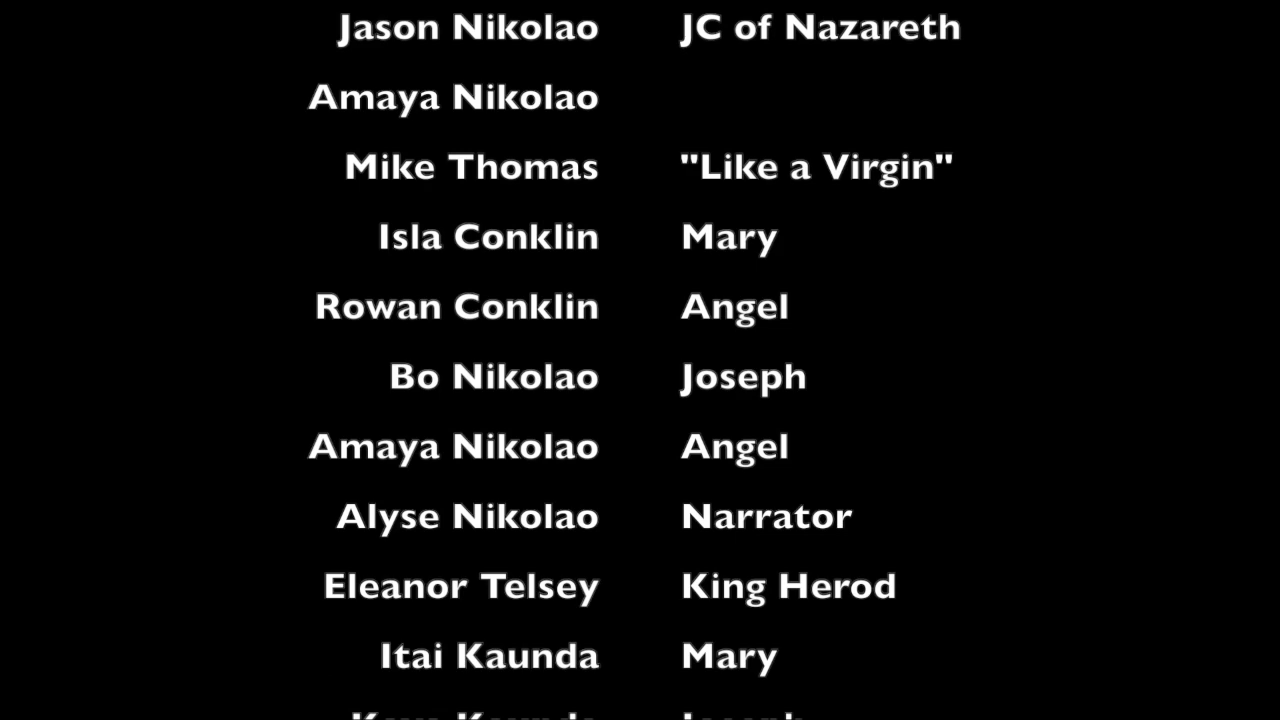 Jason Nikolao JC of Nazareth
Amaya Nikolao
Mike Thomas "Like a Virgin"
Isla Conklin Mary
Rowan Conklin Angel
Bo Nikolao Joseph
Amaya Nikolao Angel
Alyse Nikolao Narrator
Eleanor Telsey King Herod
Itai Kaunda Mary